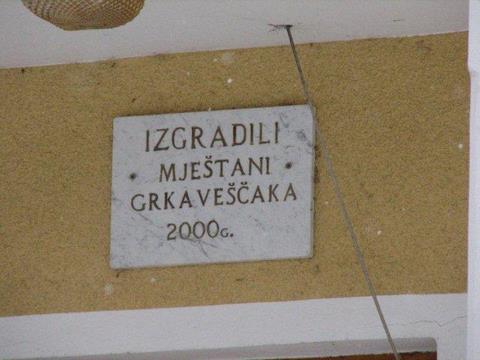 IZGRADILI
MJEŠTANI
GRKAVEŠČAKA
2000G.